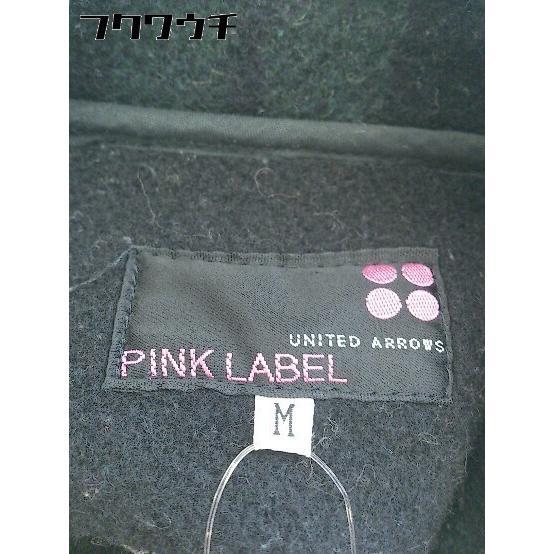 フクワウチ
UNITED ARROWS
PINK LABEL
M